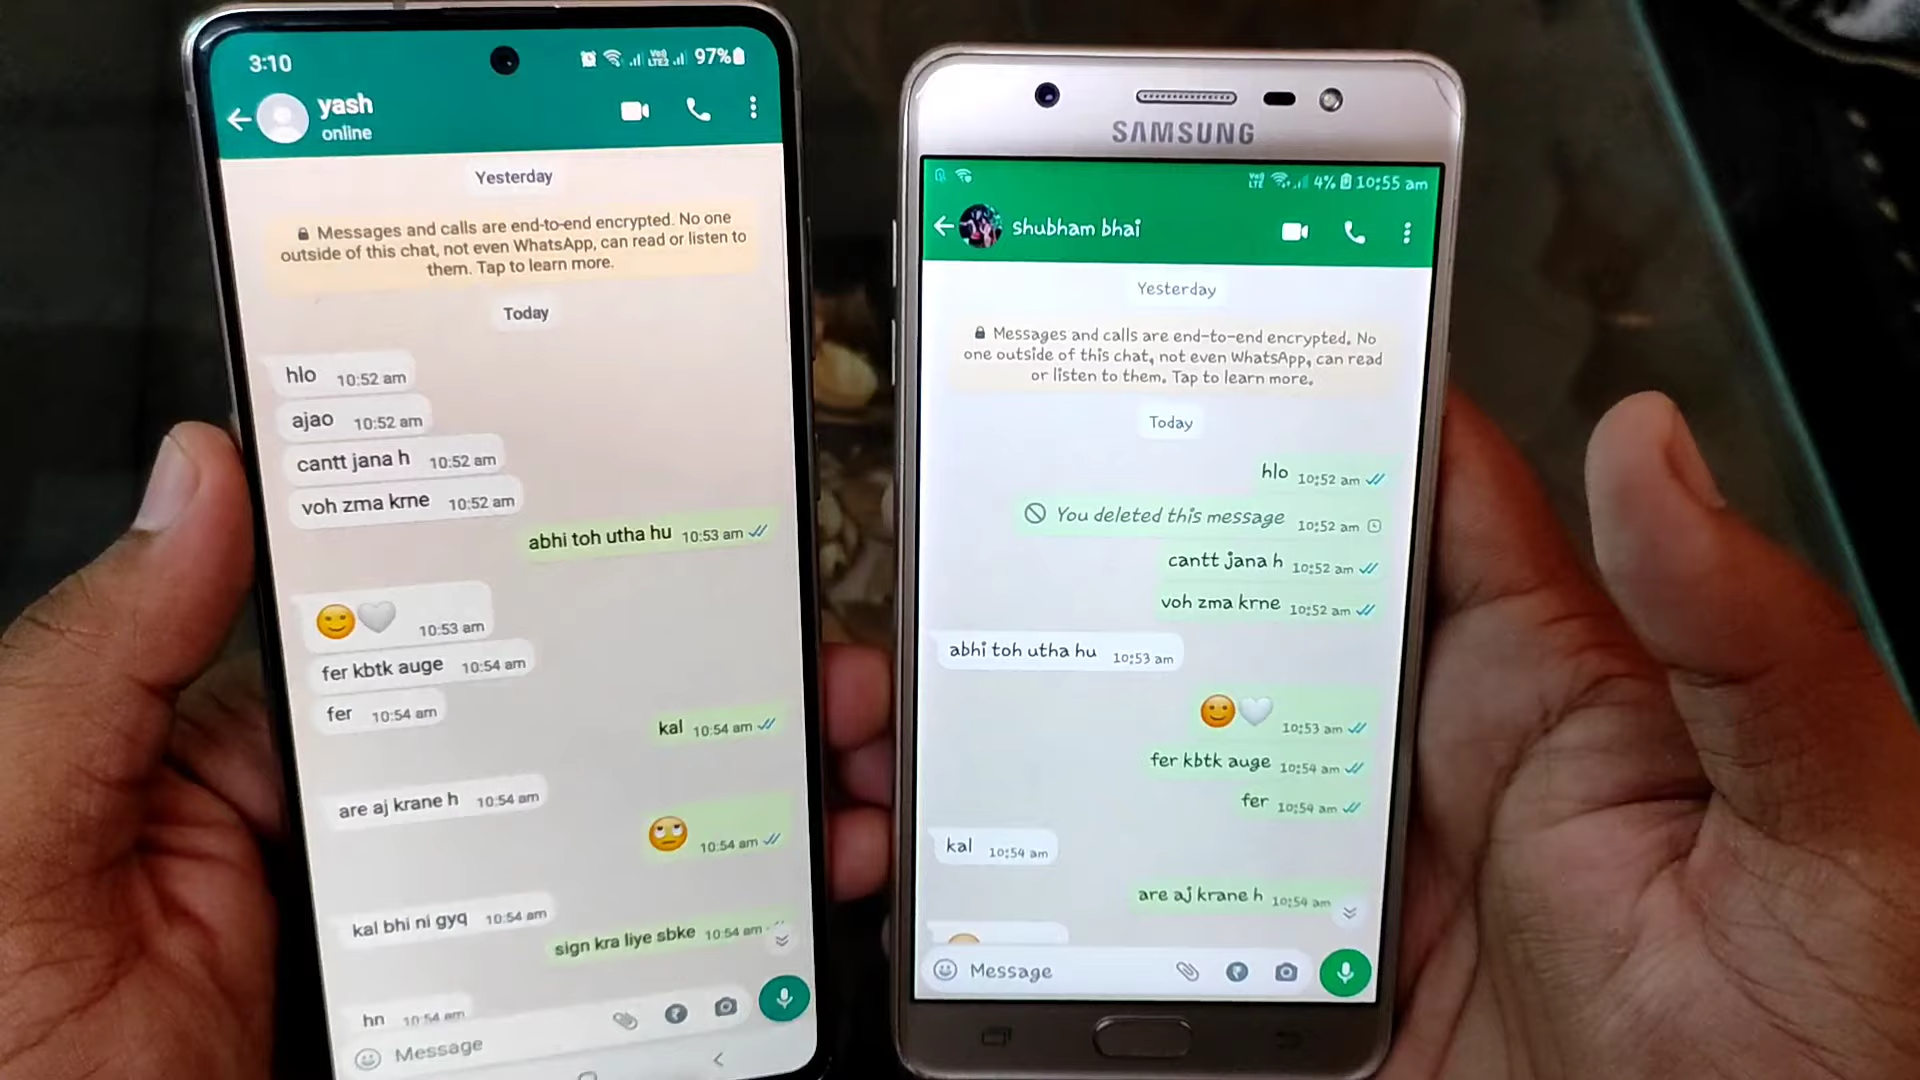 3:10
Voo
LTE2
97%
yash
online
Yesterday
Messages and calls are end-to-end encrypted. No one
outside of this chat, not even WhatsApp, can read or listen to
them. Tap to learn more.
Today
hlo 10:52 am
ajao 10:52 am
cantt jana h 10:52 am
voh zma krne 10:52 am
abhi toh utha hu 10:53 am
10:53 am
fer kbtk auge 10:54 am
fer 10:54 am
kal 10:54 am
are aj krane h 10:54 am
10:54 am
kal bhi ni gyq 10:54 am
sign kra liye sbke 10:54 am
hn 10:54 am
Message
SAMSUNG
4% 10:55 am
shubham bhai
Yesterday
Messages and calls are end-to-end encrypted. No
one outside of this chat, not even WhatsApp, can read
or listen to them. Tap to learn more.
Today
hlo 10:52 am
You deleted this message 10:52 am
cantt jana h 10:52 am
voh zma krne 10:52 am
abhi toh utha hu 10:53 am
10:53 am
fer kbtk auge 10:54 am
fer 10:54 am
kal 10:54 am
are aj krane h 10:54 am
Message